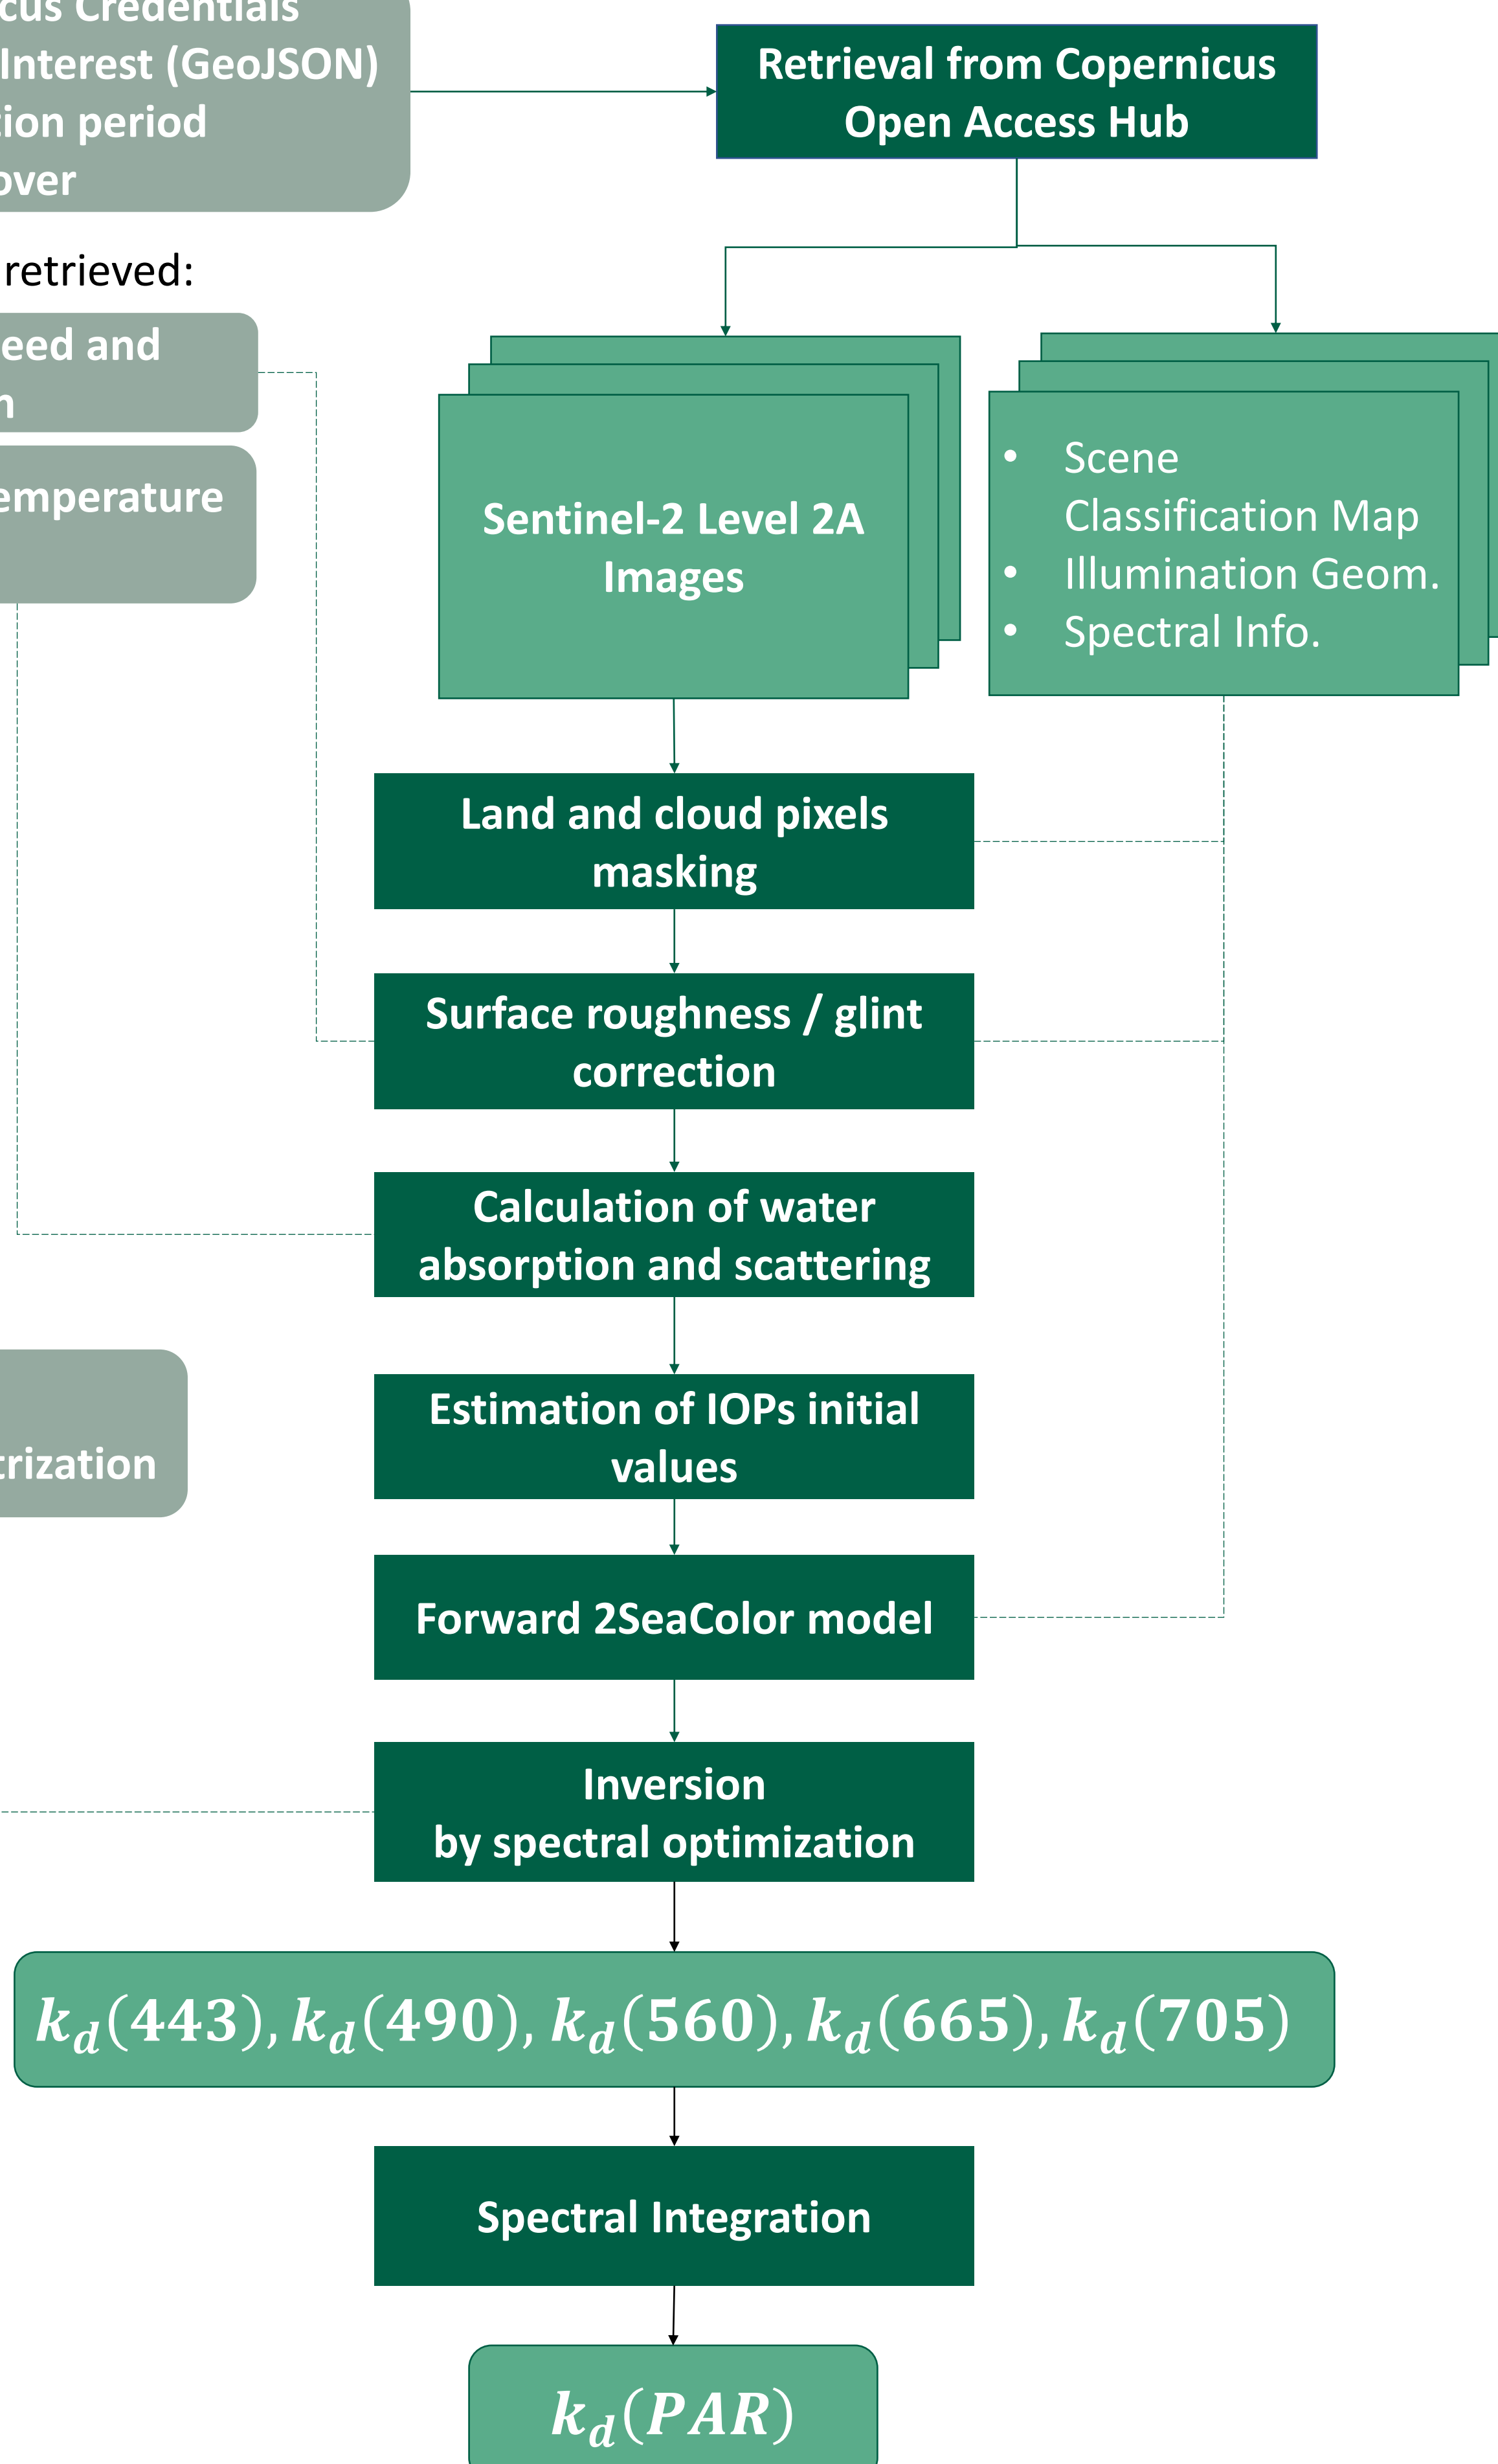 Credentials
Interest (GeoJSON)
period
retrieved:
and
Retrieval from Copernicus
Open Access Hub
Sentinel-2 Level 2A
Images
• Scene
Classification Map
• Illumination Geom.
• Spectral Info.
Land and cloud pixels
masking
Surface roughness / glint
correction
Calculation of water
absorption and scattering
Estimation of IOPs initial
values
Forward 2SeaColor model
Inversion
by spectral optimization
k_d(443), k_d(490), k_d(560), k_d(665), k_d(705)
Spectral Integration
k_d(PAR)